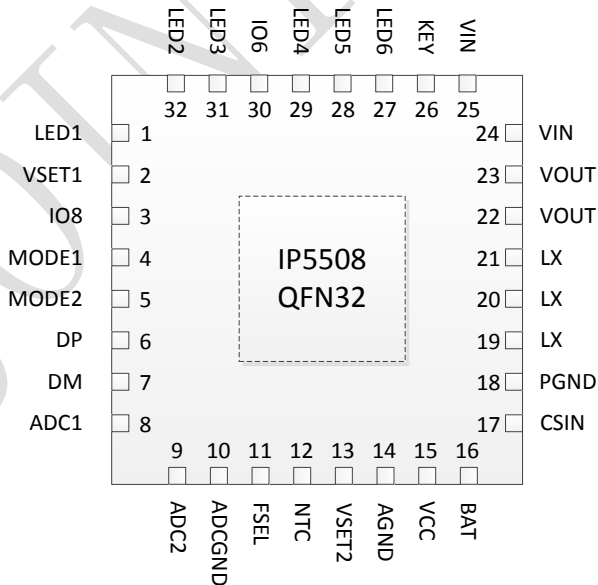 LED2 LED3 IO6 LED4 LED5 LED6 KEY VIN
32 31 30 29 28 27 26 25
LED1 1 24 VIN
VSET1 2 23 VOUT
IO8 3 22 VOUT
MODE1 4 21 LX
MODE2 5 20 LX
DP 6 19 LX
DM 7 18 PGND
ADC1 8 17 CSIN
IP5508
QFN32
9 10 11 12 13 14 15 16
ADC2 ADCGND FSEL NTC VSET2 AGND VCC BAT